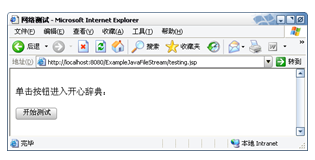 网络测试 - Microsoft Internet Explorer
文件(F) 编辑(E) 查看(V) 收藏(A) 工具(T) 帮助(H)
后退 搜索 收藏夹
地址(D) http://localhost:8080/ExampleJavaFileStream/testing.jsp 转到
单击按钮进入开心辞典:
开始测试
完毕 本地 Intranet